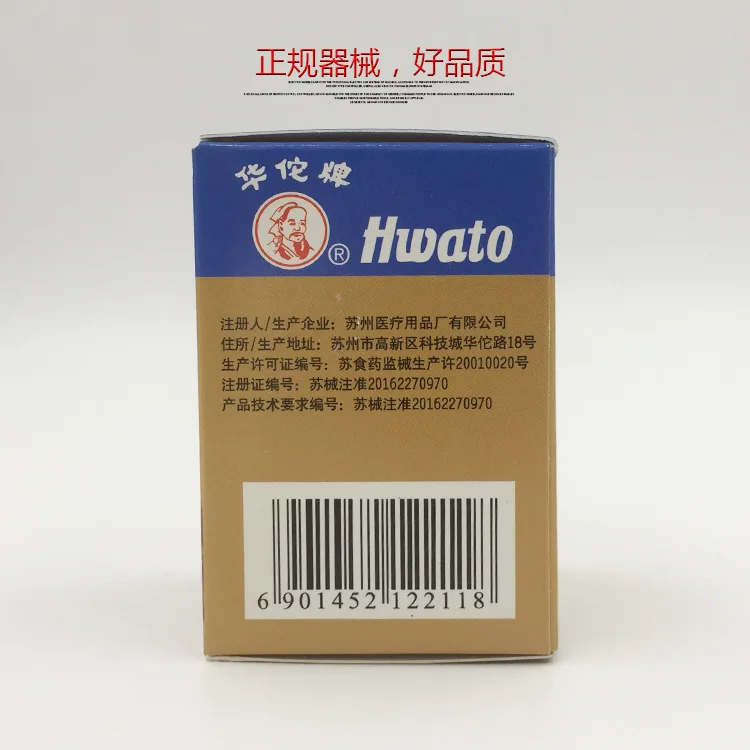 正规器械，好品质
华佗牌
® Hwato
注册人/生产企业：苏州医疗用品厂有限公司
住所/生产地址：苏州市高新区科技城华佗路18号
生产许可证编号：苏食药监械生产许20010020号
注册证编号：苏械注准20162270970
产品技术要求编号：苏械注准20162270970
6 901452 122118